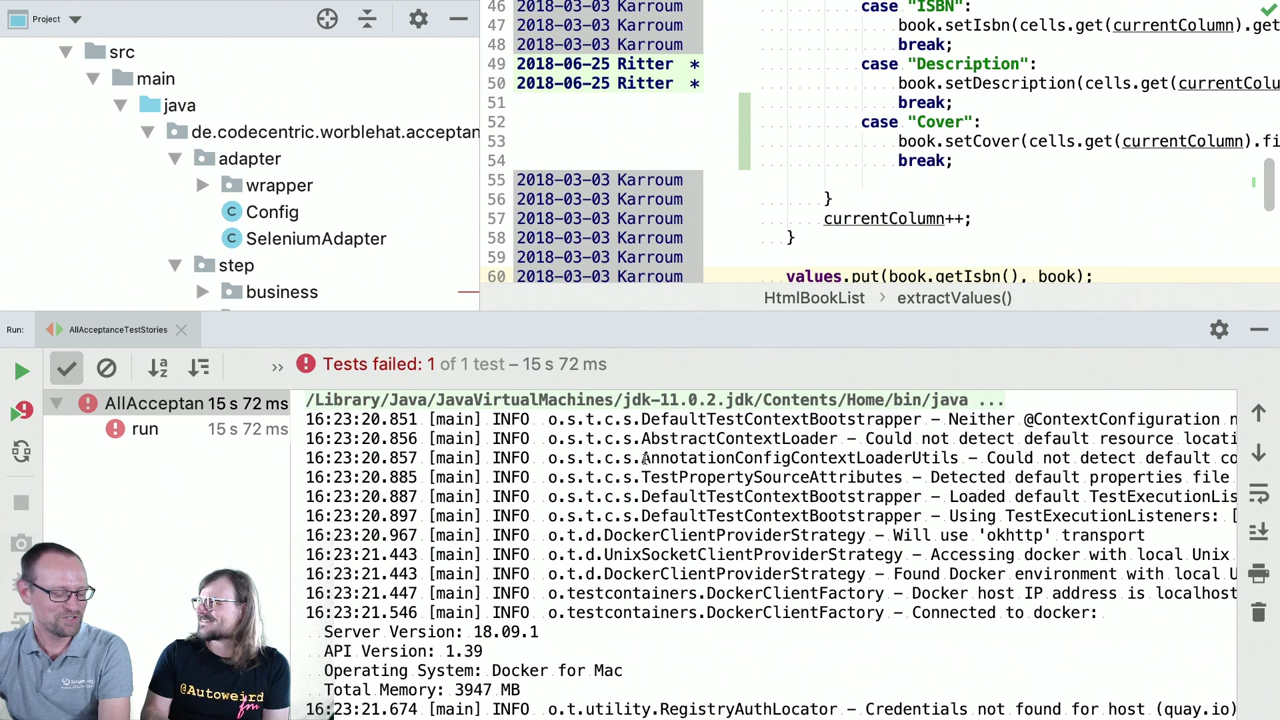 Project
src
main
java
de.codecentric.worblehat.acceptan
adapter
wrapper
Config
SeleniumAdapter
step
business
46 2018-03-03 Karroum case "ISBN":
47 2018-03-03 Karroum book.setIsbn(cells.get(currentColumn).get
48 2018-03-03 Karroum break;
49 2018-06-25 Ritter * case "Description":
50 2018-06-25 Ritter * book.setDescription(cells.get(currentColu
51 break;
52 case "Cover":
53 book.setCover(cells.get(currentColumn).fi
54 break;
55 2018-03-03 Karroum
56 2018-03-03 Karroum }
57 2018-03-03 Karroum currentColumn++;
58 2018-03-03 Karroum }
59 2018-03-03 Karroum
60 2018-03-03 Karroum values.put(book.getIsbn(), book);
HtmlBookList > extractValues()
Run: AllAcceptanceTestStories
>> Tests failed: 1 of 1 test – 15 s 72 ms
AllAcceptan 15 s 72 ms
run 15 s 72 ms
/Library/Java/JavaVirtualMachines/jdk-11.0.2.jdk/Contents/Home/bin/java ...
16:23:20.851 [main] INFO o.s.t.c.s.DefaultTestContextBootstrapper - Neither @ContextConfiguration n
16:23:20.856 [main] INFO o.s.t.c.s.AbstractContextLoader - Could not detect default resource locati
16:23:20.857 [main] INFO o.s.t.c.s.AnnotationConfigContextLoaderUtils - Could not detect default co
16:23:20.885 [main] INFO o.s.t.c.s.TestPropertySourceAttributes - Detected default properties file
16:23:20.887 [main] INFO o.s.t.c.s.DefaultTestContextBootstrapper - Loaded default TestExecutionLis
16:23:20.897 [main] INFO o.s.t.c.s.DefaultTestContextBootstrapper - Using TestExecutionListeners: [
16:23:20.967 [main] INFO o.t.d.DockerClientProviderStrategy - Will use 'okhttp' transport
16:23:21.443 [main] INFO o.t.d.UnixSocketClientProviderStrategy - Accessing docker with local Unix
16:23:21.443 [main] INFO o.t.d.DockerClientProviderStrategy - Found Docker environment with local U
16:23:21.447 [main] INFO o.testcontainers.DockerClientFactory - Docker host IP address is localhost
16:23:21.546 [main] INFO o.testcontainers.DockerClientFactory - Connected to docker:
Server Version: 18.09.1
API Version: 1.39
Operating System: Docker for Mac
Total Memory: 3947 MB
16:23:21.674 [main] INFO o.t.utility.RegistryAuthLocator - Credentials not found for host (quay.io)
@Autoweird
fm